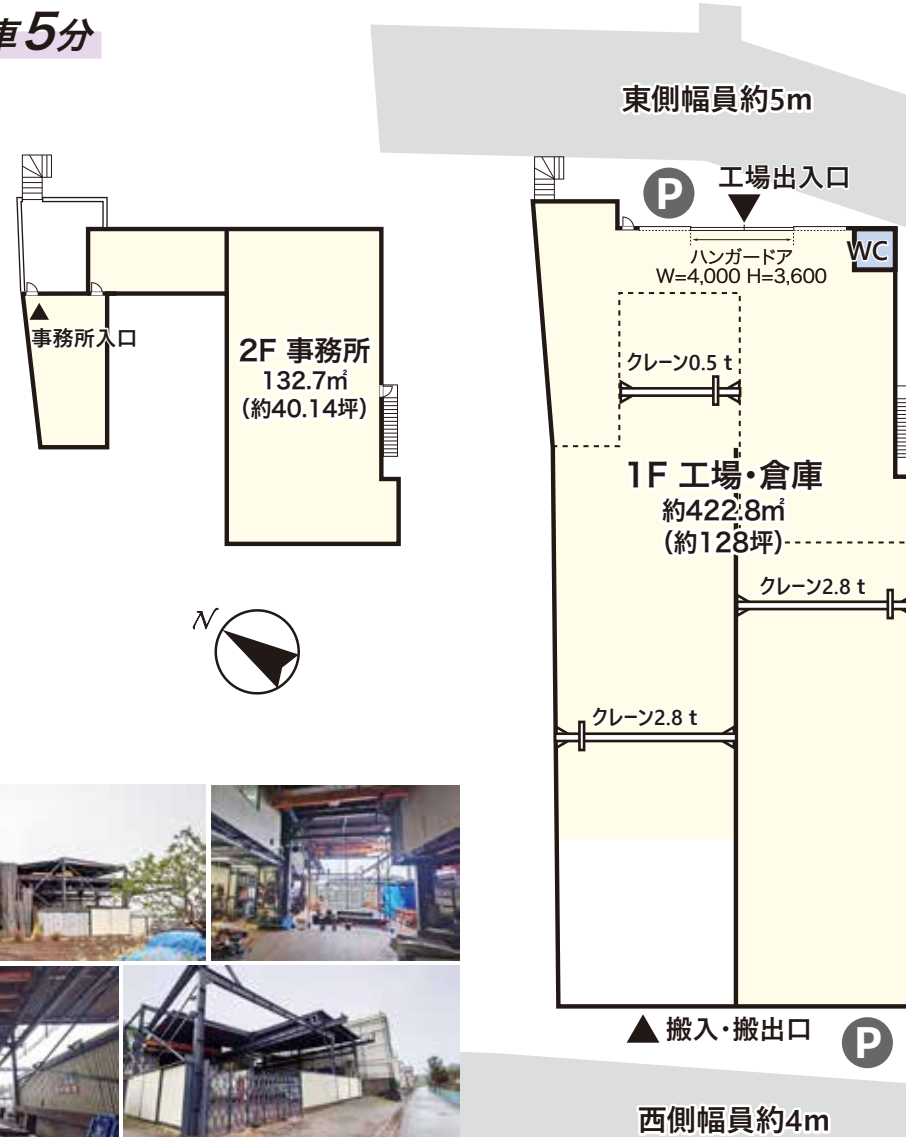 車5分
東側幅員約5m
P
工場出入口
ハンガードア
W=4,000 H=3,600
WC
事務所入口
2F 事務所
132.7㎡
（約40.14坪）
クレーン0.5 t
1F 工場・倉庫
約422.8㎡
（約128坪）
クレーン2.8 t
N
クレーン2.8 t
搬入・搬出口
P
西側幅員約4m